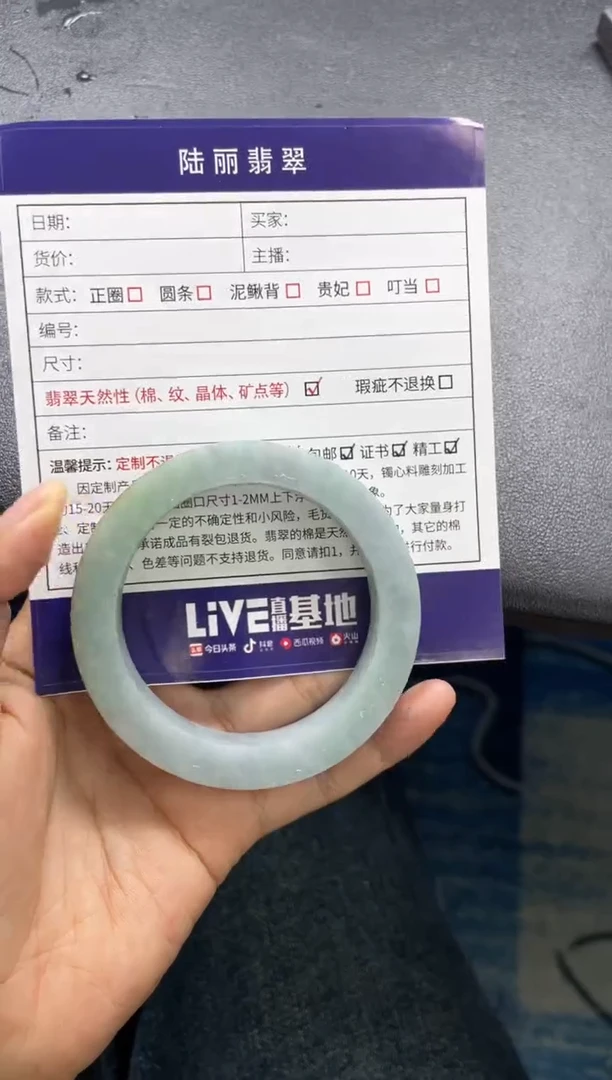 陆丽翡翠
日期： 买家：
货价： 主播：
款式： 正圈 圆条 泥鳅背 贵妃 叮当
编号：
尺寸：
翡翠天然性（棉、纹、晶体、矿点等） 瑕疵不退换
备注：
温馨提示：定制不退 包邮 证书 精工
因定制产 圈口尺寸1-2MM上下浮 0天，镯心料雕刻加工
15-20天 象。
定制 一定的不确定性和小风险，毛货 为了大家量身打
造出 承诺成品有裂包退货。翡翠的棉是天然 ，其它的棉
线 、色差等问题不支持退货。同意请扣1，并 行付款。
LiVE直播基地
今日头条 抖音 西瓜视频 火山